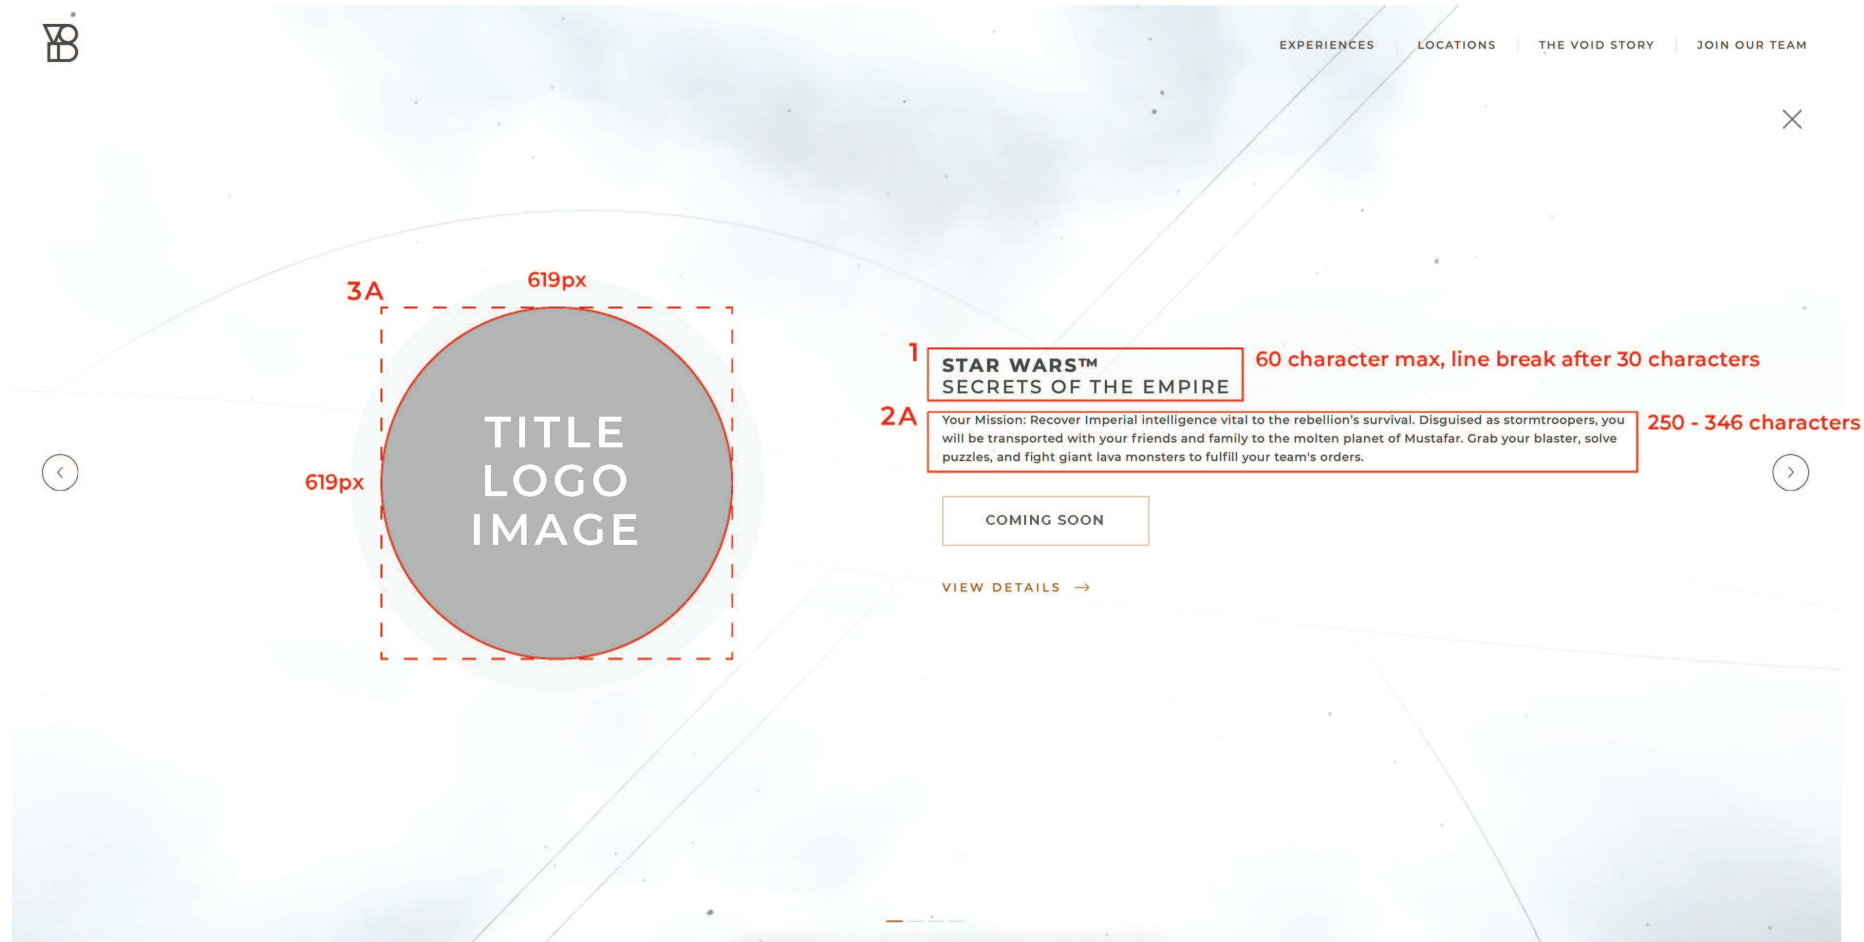 VOID
EXPERIENCES
LOCATIONS
THE VOID STORY
JOIN OUR TEAM
3A
619px
619px
TITLE
LOGO
IMAGE
1
STAR WARS™
SECRETS OF THE EMPIRE
60 character max, line break after 30 characters
2A
Your Mission: Recover Imperial intelligence vital to the rebellion’s survival. Disguised as stormtroopers, you
will be transported with your friends and family to the molten planet of Mustafar. Grab your blaster, solve
puzzles, and fight giant lava monsters to fulfill your team's orders.
250 - 346 characters
COMING SOON
VIEW DETAILS →